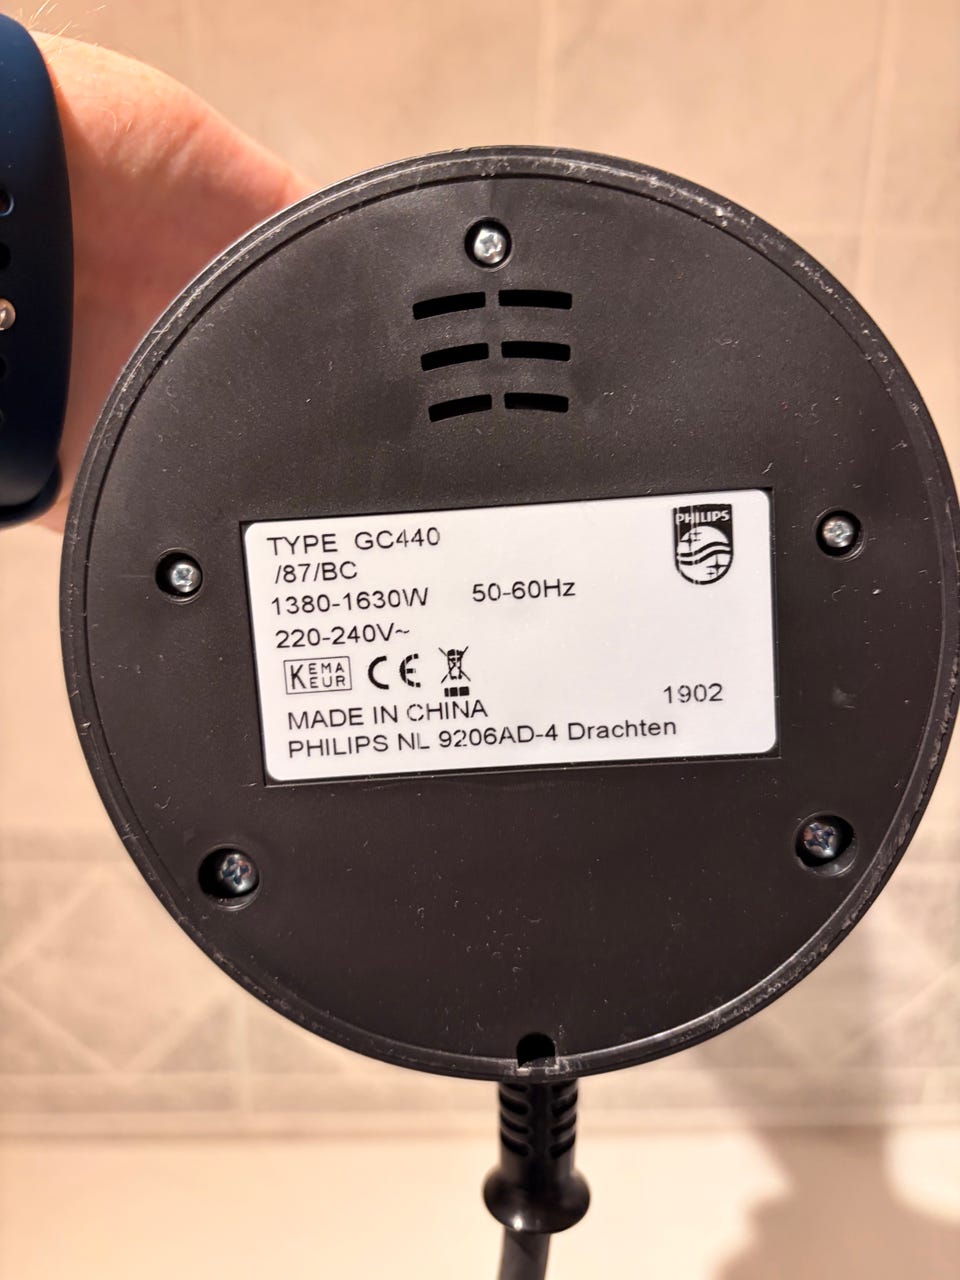 PHILIPS
TYPE GC440
/87/BC
1380-1630W 50-60Hz
220-240V~
KEMA
EUR
CE
MADE IN CHINA 1902
PHILIPS NL 9206AD-4 Drachten